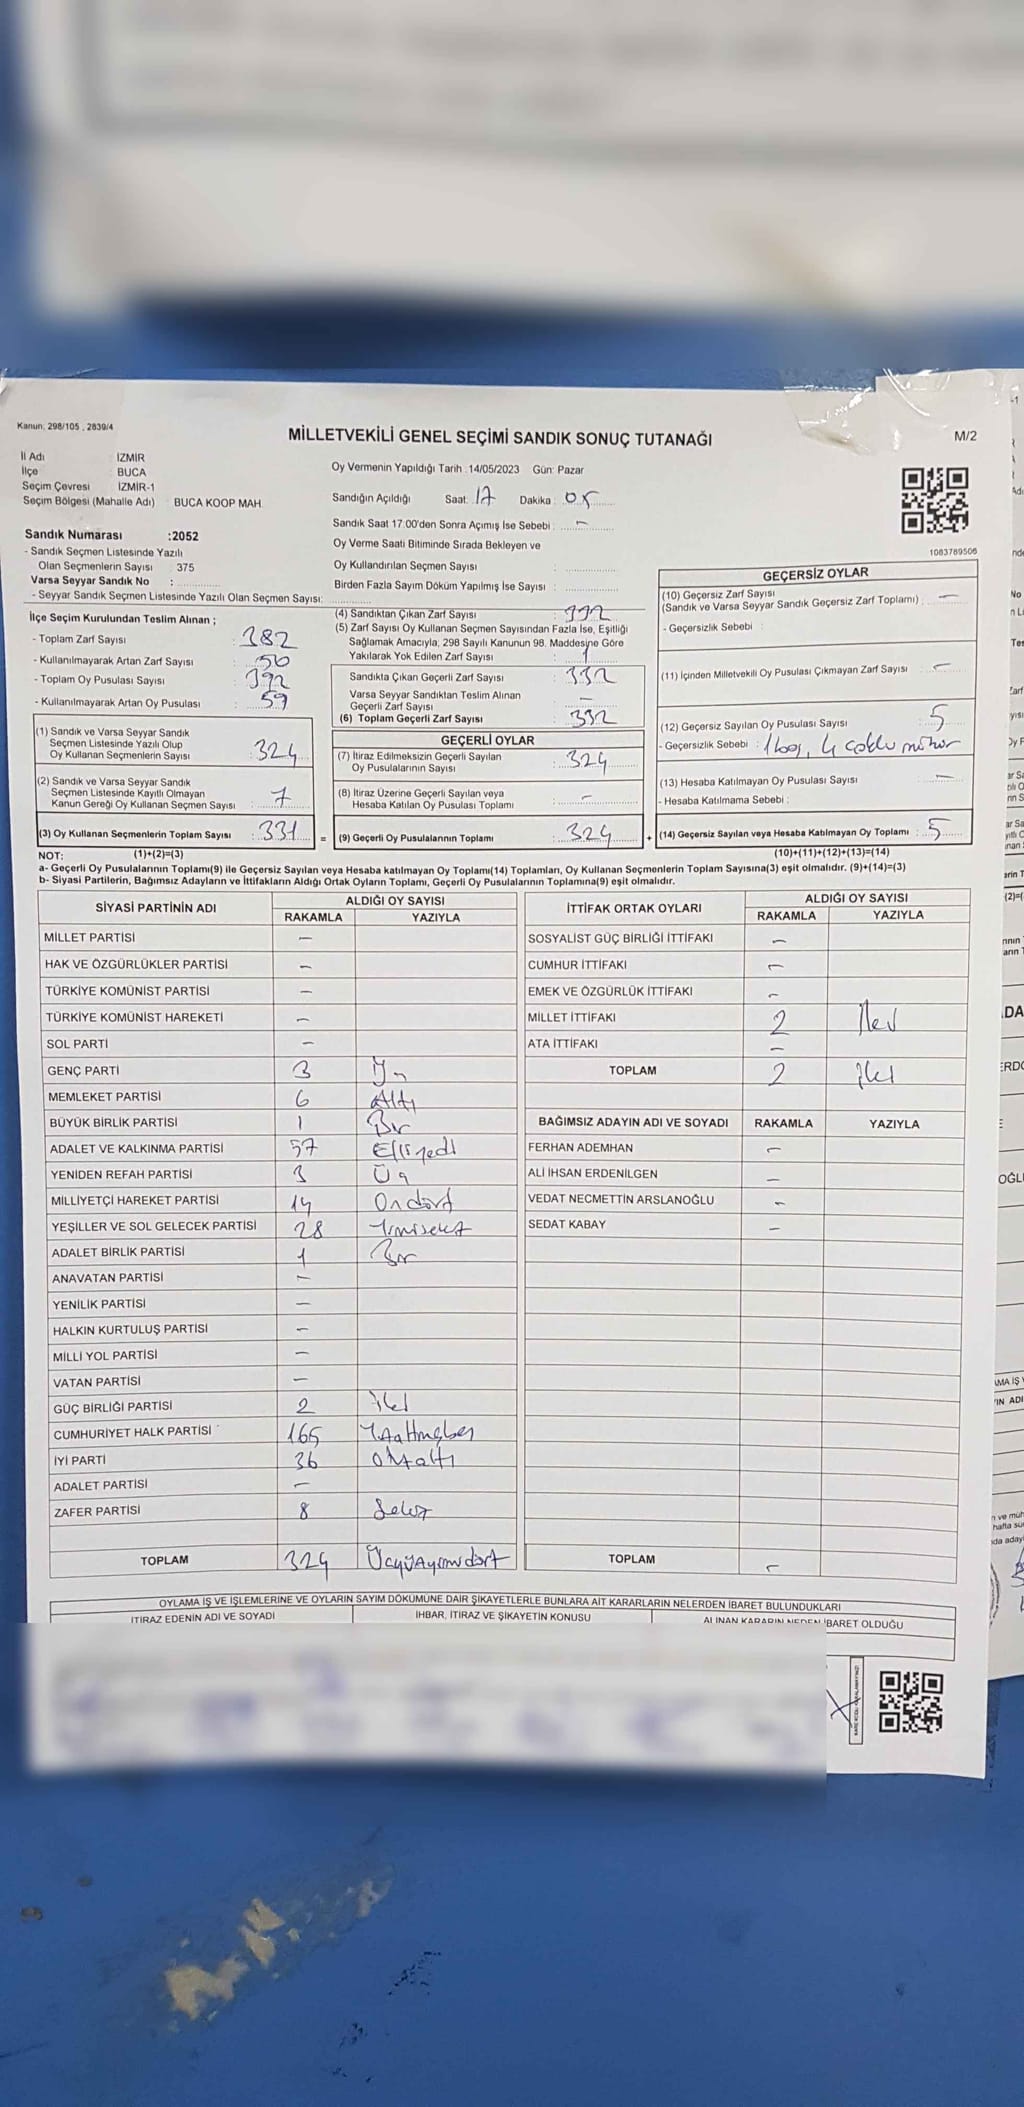 Kanun: 298/105 , 2839/4
MİLLETVEKİLİ GENEL SEÇİMİ SANDIK SONUÇ TUTANAĞI
M/2
İl Adı : İZMİR
İlçe : BUCA
Seçim Çevresi : İZMİR-1
Seçim Bölgesi (Mahalle Adı) BUCA KOOP MAH.
Oy Vermenin Yapıldığı Tarih :14/05/2023 Gün: Pazar
Sandığın Açıldığı Saat: 17 Dakika : 05
Sandık Saat 17:00'den Sonra Açımış İse Sebebi : –
Oy Verme Saati Bitiminde Sırada Bekleyen ve
Oy Kullandırılan Seçmen Sayısı :
Birden Fazla Sayım Döküm Yapılmış İse Sayısı :
1083789506
Sandık Numarası :2052
- Sandık Seçmen Listesinde Yazılı
Olan Seçmenlerin Sayısı : 375
Varsa Seyyar Sandık No :
- Seyyar Sandık Seçmen Listesinde Yazılı Olan Seçmen Sayısı:
İlçe Seçim Kurulundan Teslim Alınan ;
- Toplam Zarf Sayısı : 382
- Kullanılmayarak Artan Zarf Sayısı : 50
- Toplam Oy Pusulası Sayısı : 392
- Kullanılmayarak Artan Oy Pusulası : 59
(1) Sandık ve Varsa Seyyar Sandık
Seçmen Listesinde Yazılı Olup
Oy Kullanan Seçmenlerin Sayısı : 324
(2) Sandık ve Varsa Seyyar Sandık
Seçmen Listesinde Kayıtlı Olmayan
Kanun Gereği Oy Kullanan Seçmen Sayısı : 7
(3) Oy Kullanan Seçmenlerin Toplam Sayısı : 331
(1)+(2)=(3)
(4) Sandıktan Çıkan Zarf Sayısı : 332
(5) Zarf Sayısı Oy Kullanan Seçmen Sayısından Fazla İse, Eşitliği
Sağlamak Amacıyla, 298 Sayılı Kanunun 98. Maddesine Göre
Yakılarak Yok Edilen Zarf Sayısı : 1
Sandıkta Çıkan Geçerli Zarf Sayısı : 332
Varsa Seyyar Sandıktan Teslim Alınan
Geçerli Zarf Sayısı : –
(6) Toplam Geçerli Zarf Sayısı : 332
GEÇERLİ OYLAR
(7) İtiraz Edilmeksizin Geçerli Sayılan
Oy Pusulalarının Sayısı : 324
(8) İtiraz Üzerine Geçerli Sayılan veya
Hesaba Katılan Oy Pusulası Toplamı : –
= (9) Geçerli Oy Pusulalarının Toplamı : 324
GEÇERSİZ OYLAR
(10) Geçersiz Zarf Sayısı
(Sandık ve Varsa Seyyar Sandık Geçersiz Zarf Toplamı) : –
- Geçersizlik Sebebi :
(11) İçinden Milletvekili Oy Pusulası Çıkmayan Zarf Sayısı : –
(12) Geçersiz Sayılan Oy Pusulası Sayısı : 5
- Geçersizlik Sebebi : 1 boş, 4 çoklu mühür
(13) Hesaba Katılmayan Oy Pusulası Sayısı : –
- Hesaba Katılmama Sebebi :
+ (14) Geçersiz Sayılan veya Hesaba Katılmayan Oy Toplamı : 5
(10)+(11)+(12)+(13)=(14)
NOT:
a- Geçerli Oy Pusulalarının Toplamı(9) ile Geçersiz Sayılan veya Hesaba katılmayan Oy Toplamı(14) Toplamları, Oy Kullanan Seçmenlerin Toplam Sayısına(3) eşit olmalıdır. (9)+(14)=(3)
b- Siyasi Partilerin, Bağımsız Adayların ve İttifakların Aldığı Ortak Oyların Toplamı, Geçerli Oy Pusulalarının Toplamına(9) eşit olmalıdır.
SİYASİ PARTİNİN ADI ALDIĞI OY SAYISI
RAKAMLA YAZIYLA
MİLLET PARTİSİ –
HAK VE ÖZGÜRLÜKLER PARTİSİ –
TÜRKİYE KOMÜNİST PARTİSİ –
TÜRKİYE KOMÜNİST HAREKETİ –
SOL PARTİ –
GENÇ PARTİ 3
MEMLEKET PARTİSİ 6 Altı
BÜYÜK BİRLİK PARTİSİ 1 Bir
ADALET VE KALKINMA PARTİSİ 57 Elliyedi
YENİDEN REFAH PARTİSİ 3 Üç
MİLLİYETÇİ HAREKET PARTİSİ 14 Ondört
YEŞİLLER VE SOL GELECEK PARTİSİ 28 Yirmisekiz
ADALET BİRLİK PARTİSİ 1 Bir
ANAVATAN PARTİSİ –
YENİLİK PARTİSİ –
HALKIN KURTULUŞ PARTİSİ –
MİLLİ YOL PARTİSİ –
VATAN PARTİSİ –
GÜÇ BİRLİĞİ PARTİSİ 2 iki
CUMHURİYET HALK PARTİSİ 165 Yüzaltmışbeş
İYİ PARTİ 36 Otuzaltı
ADALET PARTİSİ –
ZAFER PARTİSİ 8 Sekiz
TOPLAM 324 Üçyüzyirmidört
İTTİFAK ORTAK OYLARI ALDIĞI OY SAYISI
RAKAMLA YAZIYLA
SOSYALİST GÜÇ BİRLİĞİ İTTİFAKI –
CUMHUR İTTİFAKI –
EMEK VE ÖZGÜRLÜK İTTİFAKI –
MİLLET İTTİFAKI 2 iki
ATA İTTİFAKI –
TOPLAM 2 iki
BAĞIMSIZ ADAYIN ADI VE SOYADI RAKAMLA YAZIYLA
FERHAN ADEMHAN –
ALİ İHSAN ERDENİLGEN –
VEDAT NECMETTİN ARSLANOĞLU –
SEDAT KABAY –
TOPLAM –
OYLAMA İŞ VE İŞLEMLERİNE VE OYLARIN SAYIM DÖKÜMÜNE DAİR ŞİKAYETLERLE BUNLARA AİT KARARLARIN NELERDEN İBARET BULUNDUKLARI
İTİRAZ EDENİN ADI VE SOYADI İHBAR, İTİRAZ VE ŞİKAYETİN KONUSU ALINAN KARARIN NEDEN İBARET OLDUĞU